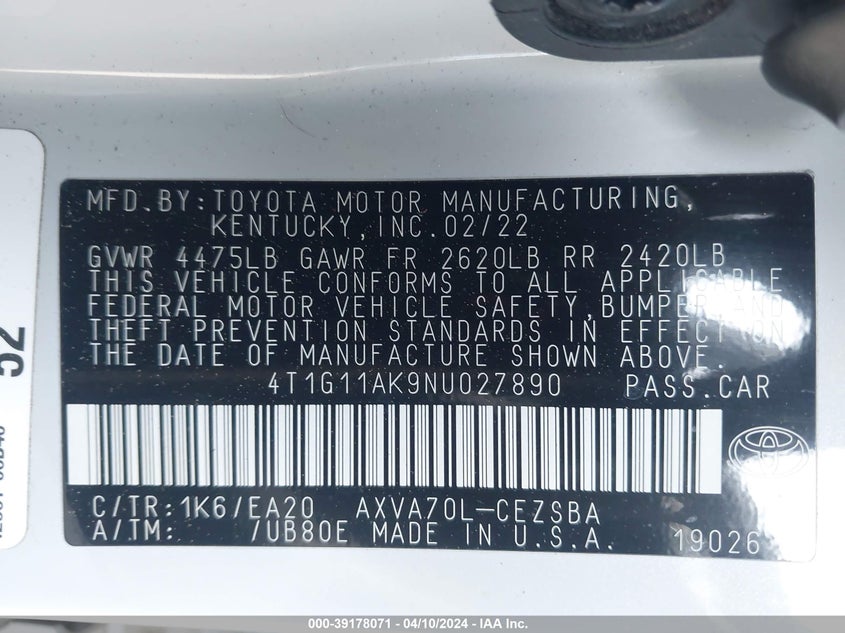 MFD.BY:TOYOTA MOTOR MANUFACTURING,
KENTUCKY,INC.02/22
GVWR 4475LB GAWR FR 2620LB RR 2420LB
THIS VEHICLE CONFORMS TO ALL APPLICABLE
FEDERAL MOTOR VEHICLE SAFETY,BUMPER,AND
THEFT PREVENTION STANDARDS IN EFFECT ON
THE DATE OF MANUFACTURE SHOWN ABOVE.
4T1G11AK9NU027890 PASS.CAR
C/TR:1K6/EA20 AXVA70L-CEZSBA
A/TM: /UB80E MADE IN U.S.A. 19026
52
000-39178071 - 04/10/2024 - IAA Inc.